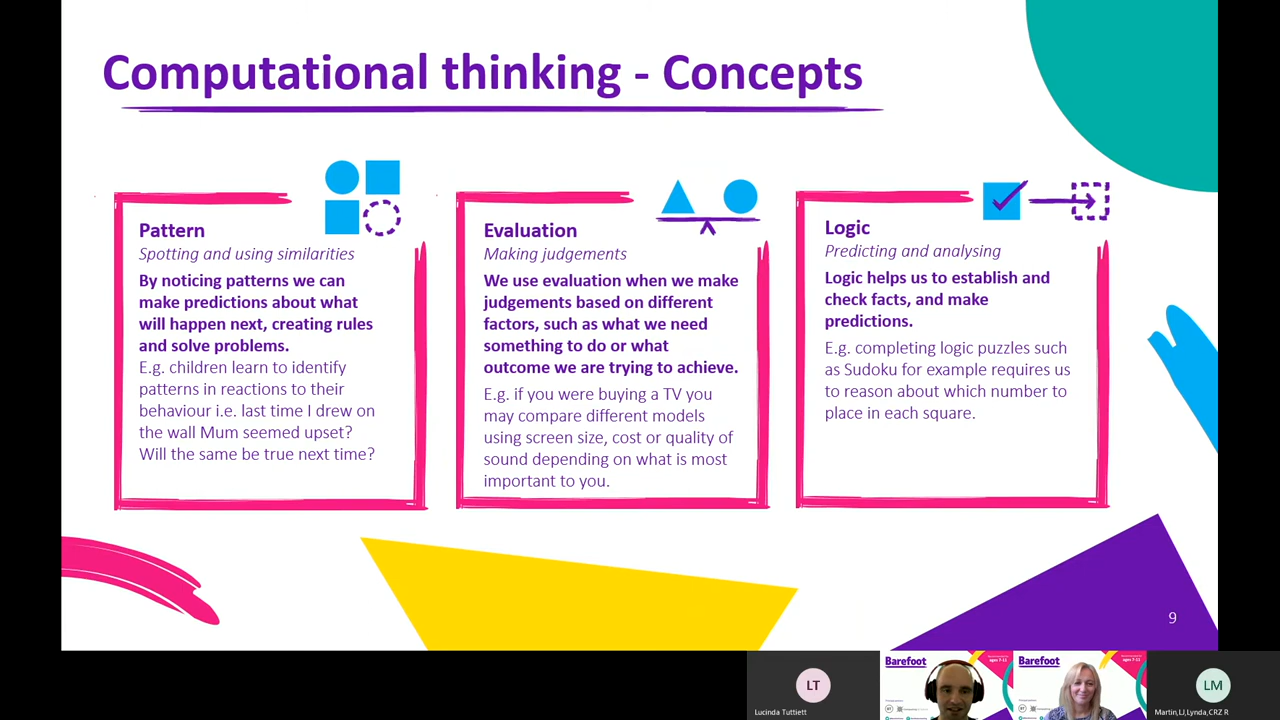 Computational thinking - Concepts
Pattern
Spotting and using similarities
By noticing patterns we can
make predictions about what
will happen next, creating rules
and solve problems.
E.g. children learn to identify
patterns in reactions to their
behaviour i.e. last time I drew on
the wall Mum seemed upset?
Will the same be true next time?
Evaluation
Making judgements
We use evaluation when we make
judgements based on different
factors, such as what we need
something to do or what
outcome we are trying to achieve.
E.g. if you were buying a TV you
may compare different models
using screen size, cost or quality of
sound depending on what is most
important to you.
Logic
Predicting and analysing
Logic helps us to establish and
check facts, and make
predictions.
E.g. completing logic puzzles such
as Sudoku for example requires us
to reason about which number to
place in each square.
9
LT
Lucinda Tuttiett
Barefoot
ages 7-11
Barefoot
ages 7-11
LM
Martin,LJ,Lynda,CRZ R